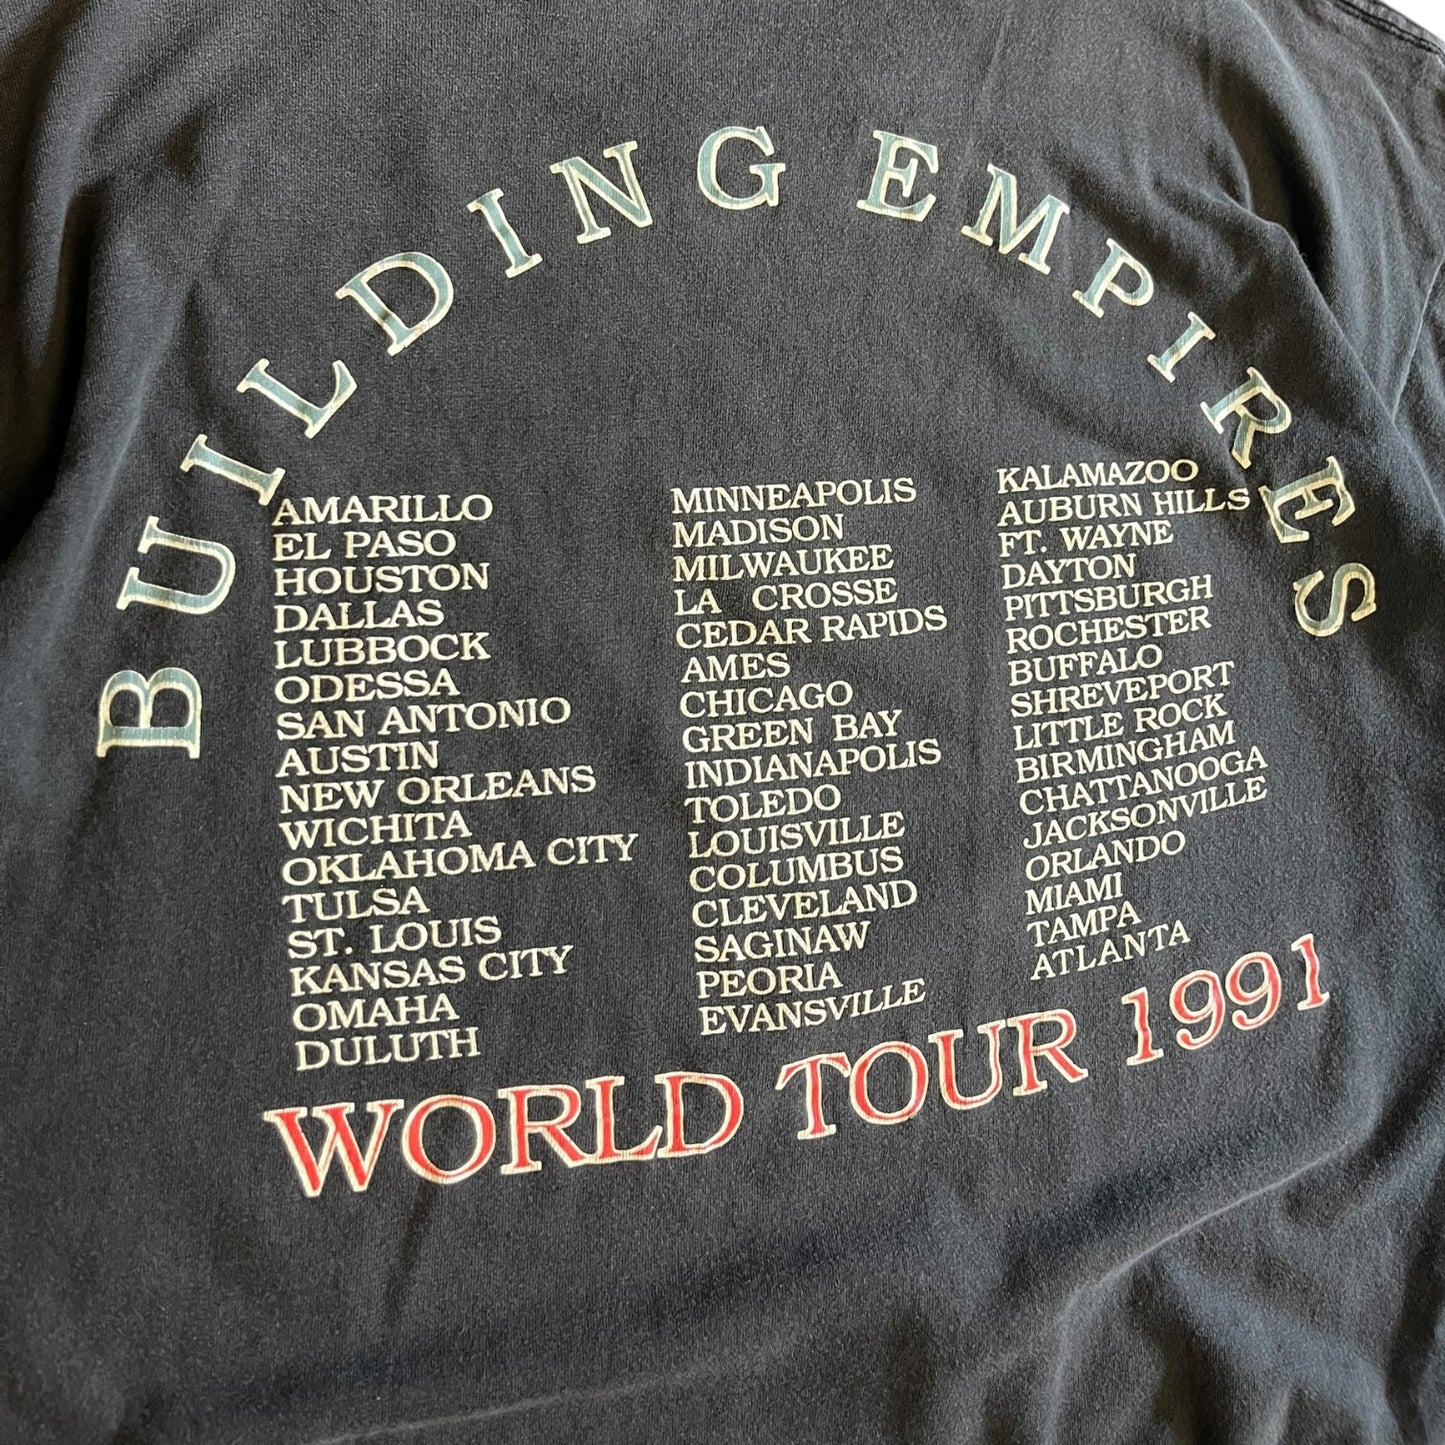 BUILDING EMPIRES
AMARILLO
EL PASO
HOUSTON
DALLAS
LUBBOCK
ODESSA
SAN ANTONIO
AUSTIN
NEW ORLEANS
WICHITA
OKLAHOMA CITY
TULSA
ST. LOUIS
KANSAS CITY
OMAHA
DULUTH
MINNEAPOLIS
MADISON
MILWAUKEE
LA CROSSE
CEDAR RAPIDS
AMES
CHICAGO
GREEN BAY
INDIANAPOLIS
TOLEDO
LOUISVILLE
COLUMBUS
CLEVELAND
SAGINAW
PEORIA
EVANSVILLE
KALAMAZOO
AUBURN HILLS
FT. WAYNE
DAYTON
PITTSBURGH
ROCHESTER
BUFFALO
SHREVEPORT
LITTLE ROCK
BIRMINGHAM
CHATTANOOGA
JACKSONVILLE
ORLANDO
MIAMI
TAMPA
ATLANTA
WORLD TOUR 1991